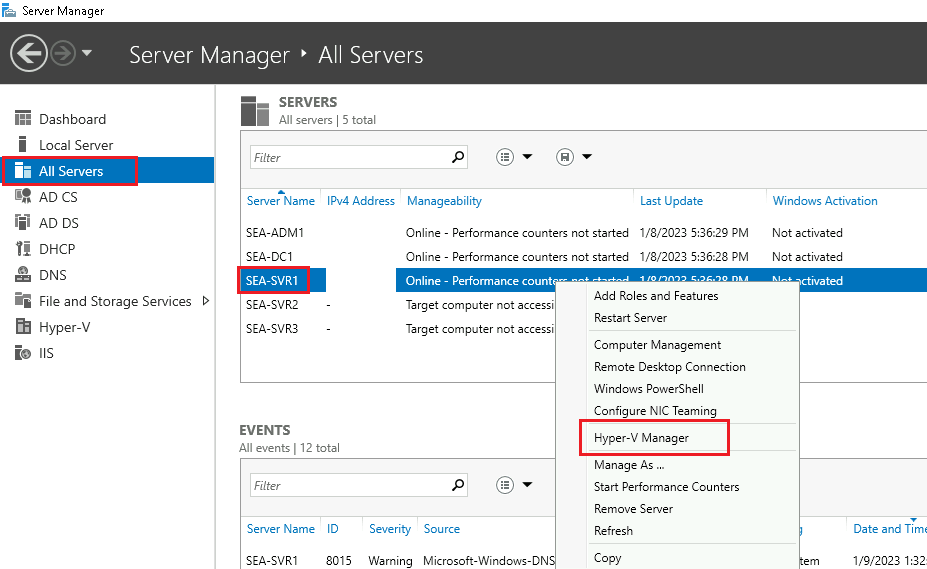 Server Manager
Server Manager ‣ All Servers
Dashboard
Local Server
All Servers
AD CS
AD DS
DHCP
DNS
File and Storage Services
Hyper-V
IIS
SERVERS
All servers | 5 total
Filter
Server Name IPv4 Address Manageability Last Update Windows Activation
SEA-ADM1 Online - Performance counters not started 1/8/2023 5:36:29 PM Not activated
SEA-DC1 Online - Performance counters not started 1/8/2023 5:36:28 PM Not activated
SEA-SVR1 Online - Performance counters not started 1/8/2023 5:36:28 PM Not activated
SEA-SVR2 - Target computer not accessi
SEA-SVR3 - Target computer not accessi
Add Roles and Features
Restart Server
Computer Management
Remote Desktop Connection
Windows PowerShell
Configure NIC Teaming
Hyper-V Manager
Manage As ...
Start Performance Counters
Remove Server
Refresh
Copy
EVENTS
All events | 12 total
Filter
Server Name ID Severity Source Date and Time
SEA-SVR1 8015 Warning Microsoft-Windows-DNS tem 1/9/2023 1:32: